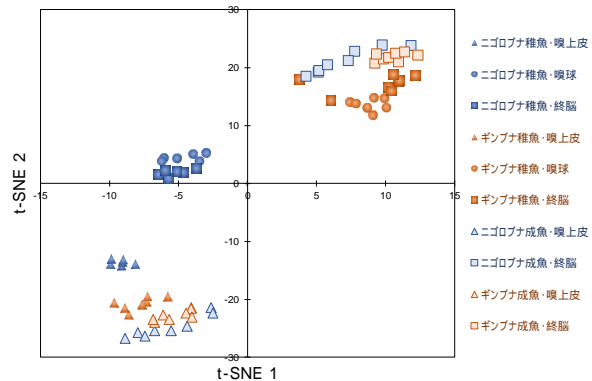 30
20
10
0
-10
-20
-30
-15
-10
-5
0
5
10
15
t-SNE 2
t-SNE 1
ニゴロブナ稚魚・嗅上皮
ニゴロブナ稚魚・嗅球
ニゴロブナ稚魚・終脳
ギンブナ稚魚・嗅上皮
ギンブナ稚魚・嗅球
ギンブナ稚魚・終脳
ニゴロブナ成魚・嗅上皮
ニゴロブナ成魚・終脳
ギンブナ成魚・嗅上皮
ギンブナ成魚・終脳